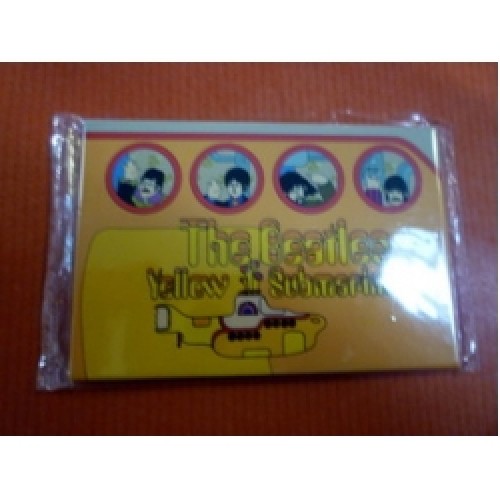 The Beatles
Yellow Submarine